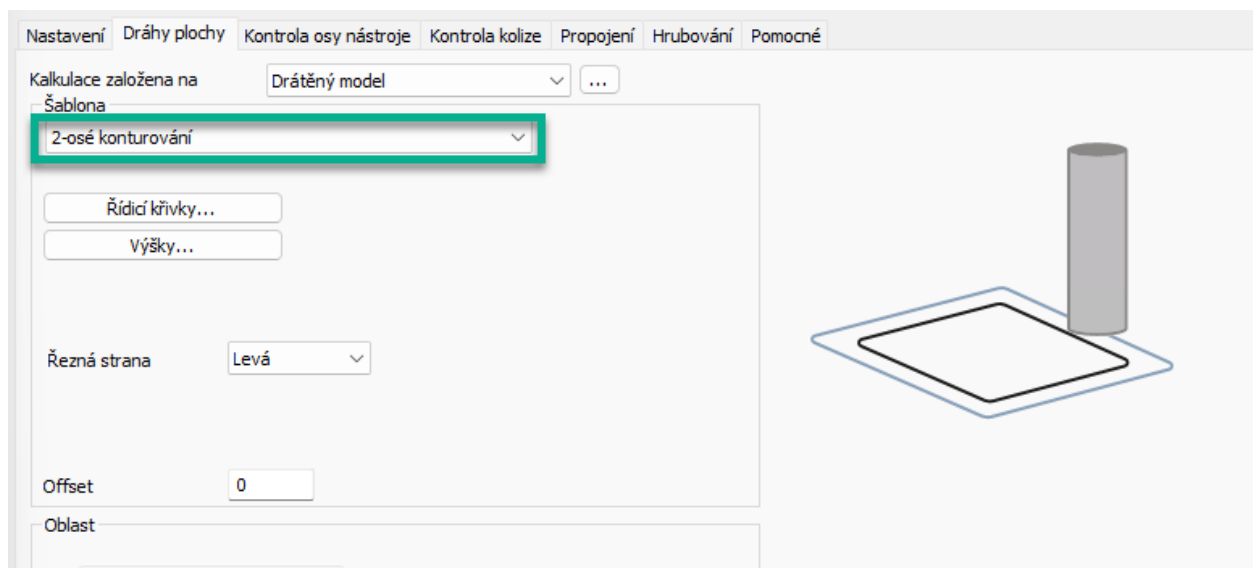 Nastavení Dráhy plochy Kontrola osy nástroje Kontrola kolize Propojení Hrubování Pomocné
Kalkulace založena na Drátěný model ...
Šablona
2-osé konturování
Řídicí křivky...
Výšky...
Řezná strana Levá
Offset 0
Oblast